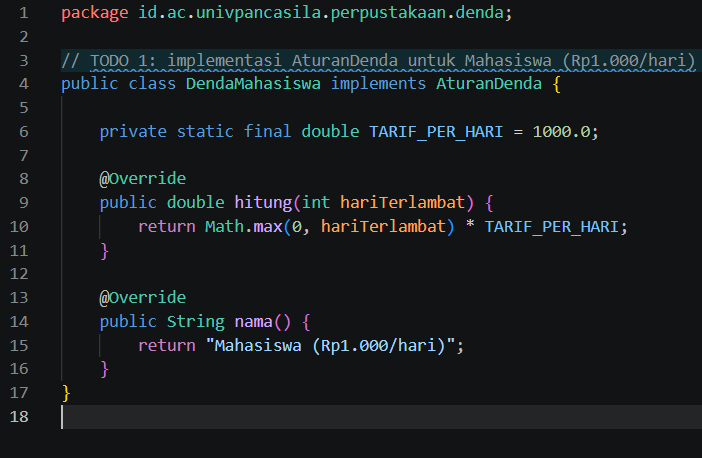 1 package id.ac.univpancasila.perpustakaan.denda;
2
3 // TODO 1: implementasi AturanDenda untuk Mahasiswa (Rp1.000/hari)
4 public class DendaMahasiswa implements AturanDenda {
5
6     private static final double TARIF_PER_HARI = 1000.0;
7
8     @Override
9     public double hitung(int hariTerlambat) {
10         return Math.max(0, hariTerlambat) * TARIF_PER_HARI;
11     }
12
13     @Override
14     public String nama() {
15         return "Mahasiswa (Rp1.000/hari)";
16     }
17 }
18